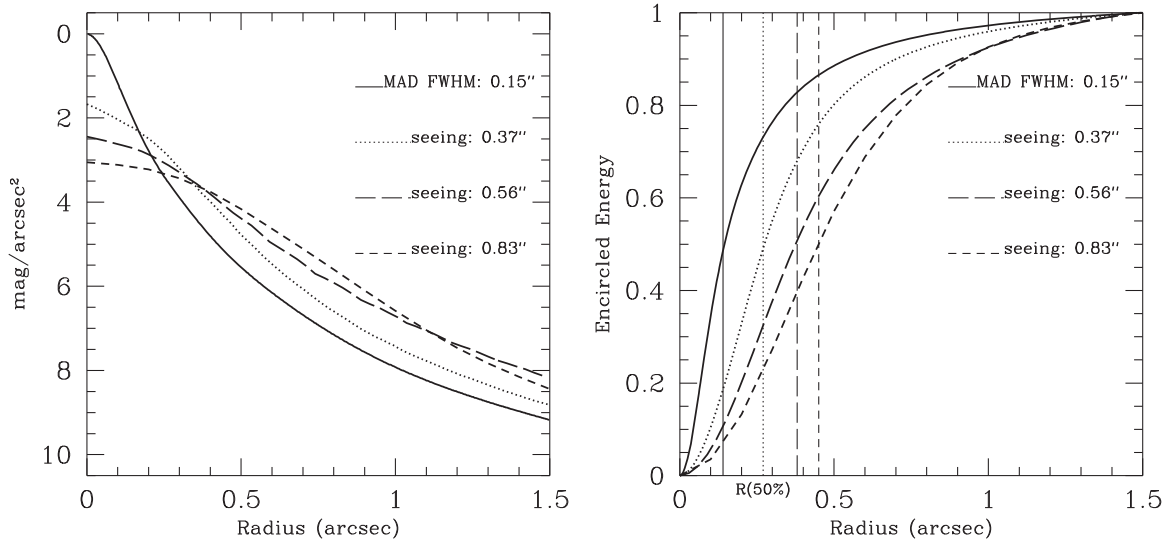 0
2
4
6
8
10
mag/arcsec²
MAD FWHM: 0.15"
seeing: 0.37"
seeing: 0.56"
seeing: 0.83"
0 0.5 1 1.5
Radius (arcsec)
1
0.8
0.6
0.4
0.2
0
Encircled Energy
MAD FWHM: 0.15"
seeing: 0.37"
seeing: 0.56"
seeing: 0.83"
0 0.5 1 1.5
R(50%)
Radius (arcsec)